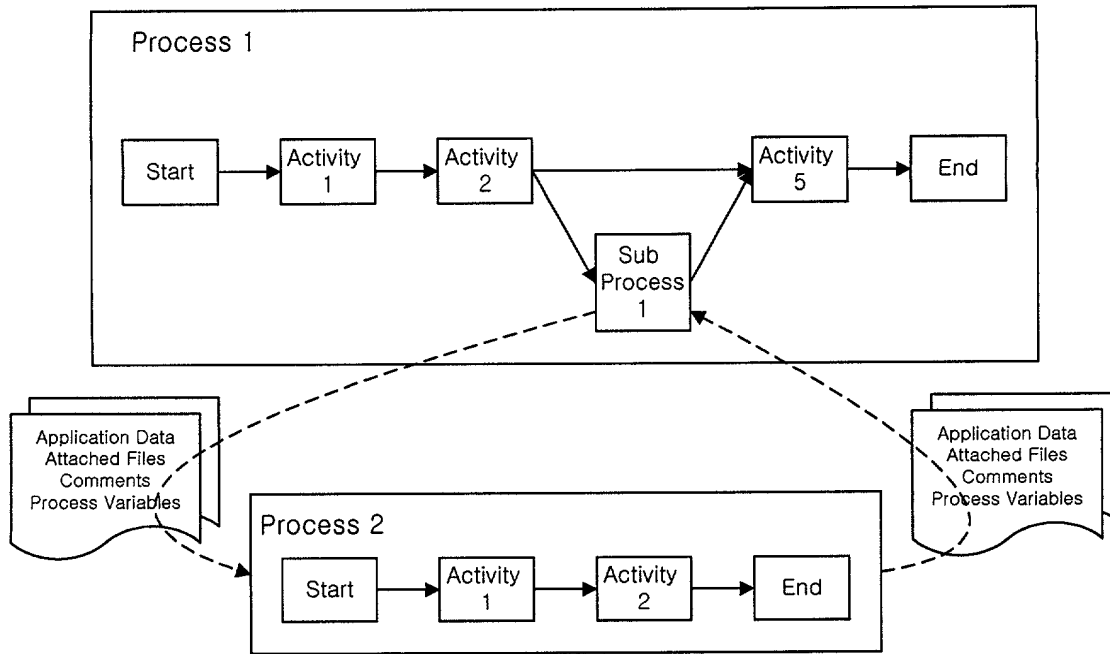 Process 1
Start
Activity
1
Activity
2
Activity
5
End
Sub
Process
1
Application Data
Attached Files
Comments
Process Variables
Application Data
Attached Files
Comments
Process Variables
Process 2
Start
Activity
1
Activity
2
End